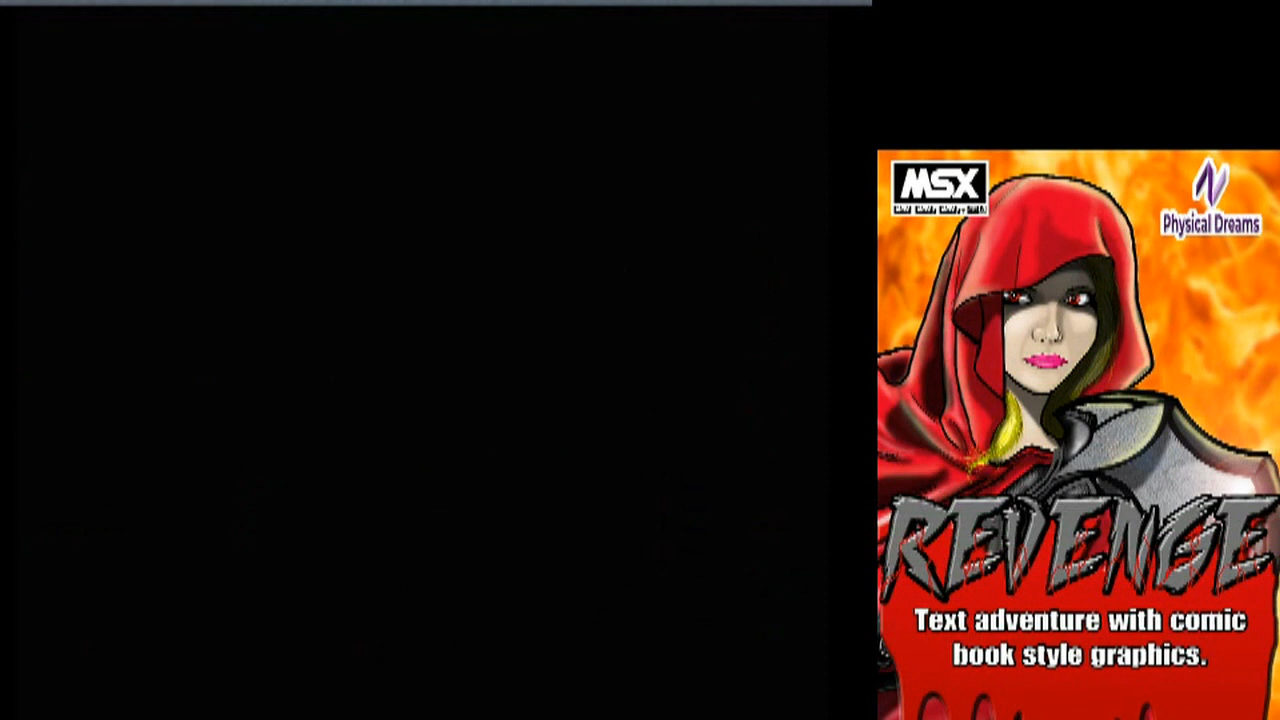 MSX
Physical Dreams
REVENGE
Text adventure with comic
book style graphics.